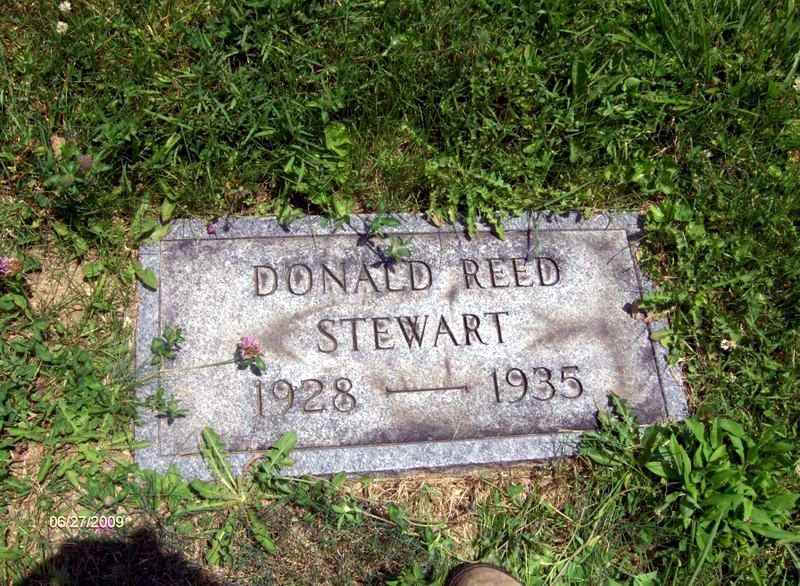 DONALD REED
STEWART
1928 — 1935
06/27/2009